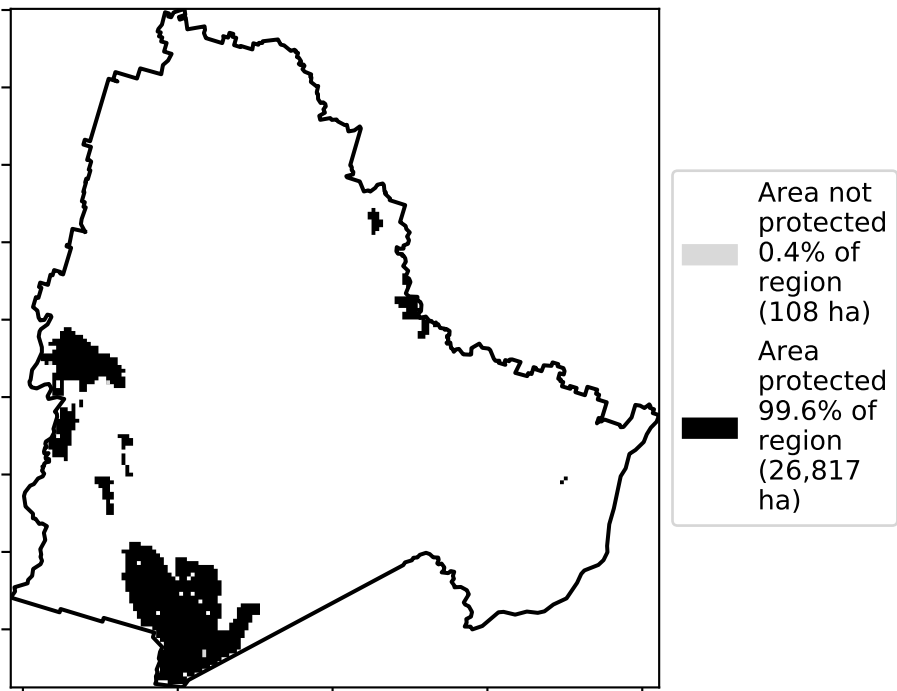 Area not
protected
0.4% of
region
(108 ha)
Area
protected
99.6% of
region
(26,817
ha)